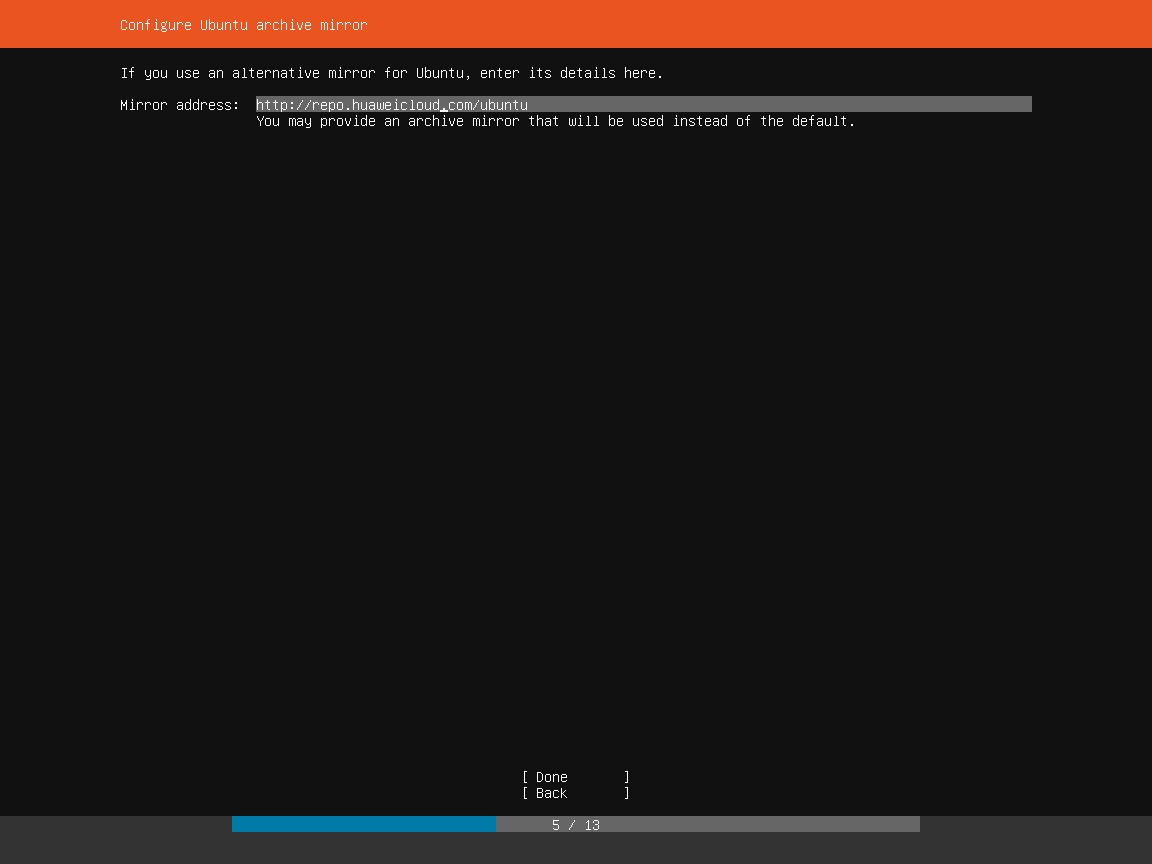 Configure Ubuntu archive mirror
If you use an alternative mirror for Ubuntu, enter its details here.
Mirror address: http://repo.huaweicloud.com/ubuntu
You may provide an archive mirror that will be used instead of the default.
[ Done ]
[ Back ]
5 / 13